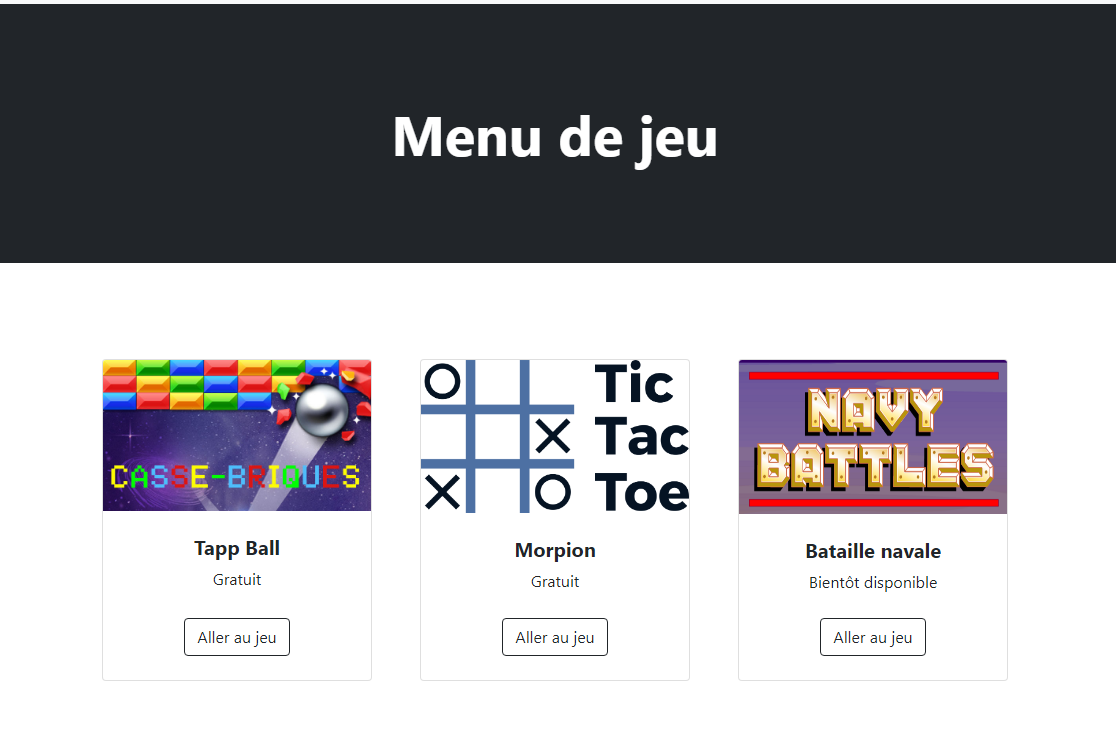 Menu de jeu
CASSE-BRIQUES
Tapp Ball
Gratuit
Aller au jeu
Tic
Tac
Toe
Morpion
Gratuit
Aller au jeu
NAVY
BATTLES
Bataille navale
Bientôt disponible
Aller au jeu